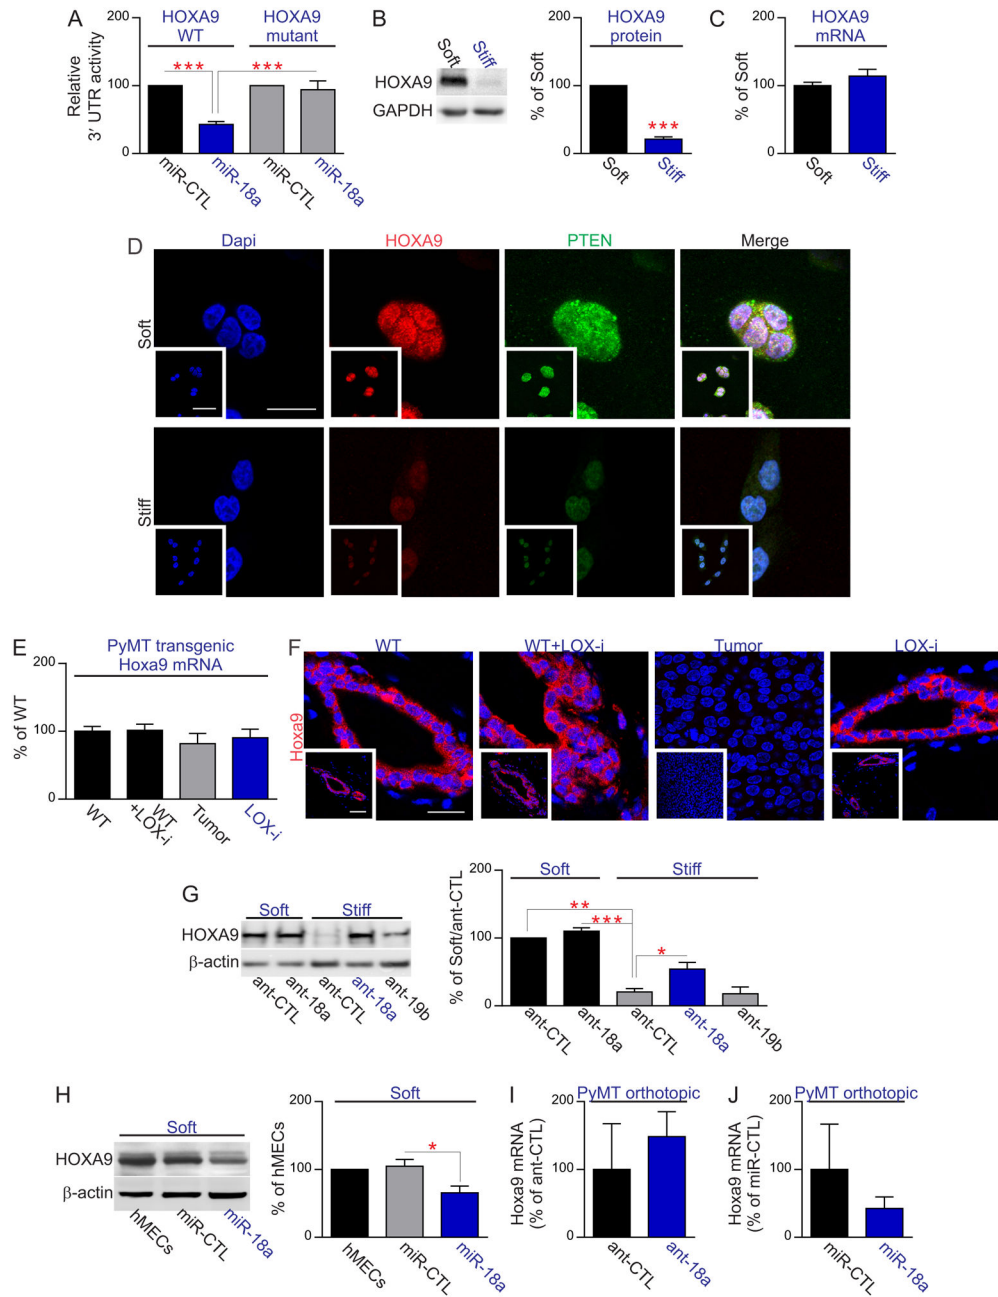 A
HOXA9
WT
HOXA9
mutant
Relative
3′ UTR activity
200
100
0
***
***
miR-CTL
miR-18a
miR-CTL
miR-18a
B
Soft
Stiff
HOXA9
GAPDH
HOXA9
protein
% of Soft
200
100
0
***
Soft
Stiff
C
HOXA9
mRNA
% of Soft
200
100
0
Soft
Stiff
D
Dapi
HOXA9
PTEN
Merge
Soft
Stiff
E
PyMT transgenic
Hoxa9 mRNA
% of WT
200
100
0
WT
WT
+LOX-i
Tumor
LOX-i
F
WT
WT+LOX-i
Tumor
LOX-i
Hoxa9
G
Soft
Stiff
HOXA9
β-actin
ant-CTL
ant-18a
ant-CTL
ant-18a
ant-19b
Soft
Stiff
% of Soft/ant-CTL
200
100
0
**
***
*
ant-CTL
ant-18a
ant-CTL
ant-18a
ant-19b
H
Soft
HOXA9
β-actin
hMECs
miR-CTL
miR-18a
Soft
% of hMECs
200
100
0
*
hMECs
miR-CTL
miR-18a
I
PyMT orthotopic
Hoxa9 mRNA
(% of ant-CTL)
200
100
0
ant-CTL
ant-18a
J
PyMT orthotopic
Hoxa9 mRNA
(% of miR-CTL)
200
100
0
miR-CTL
miR-18a